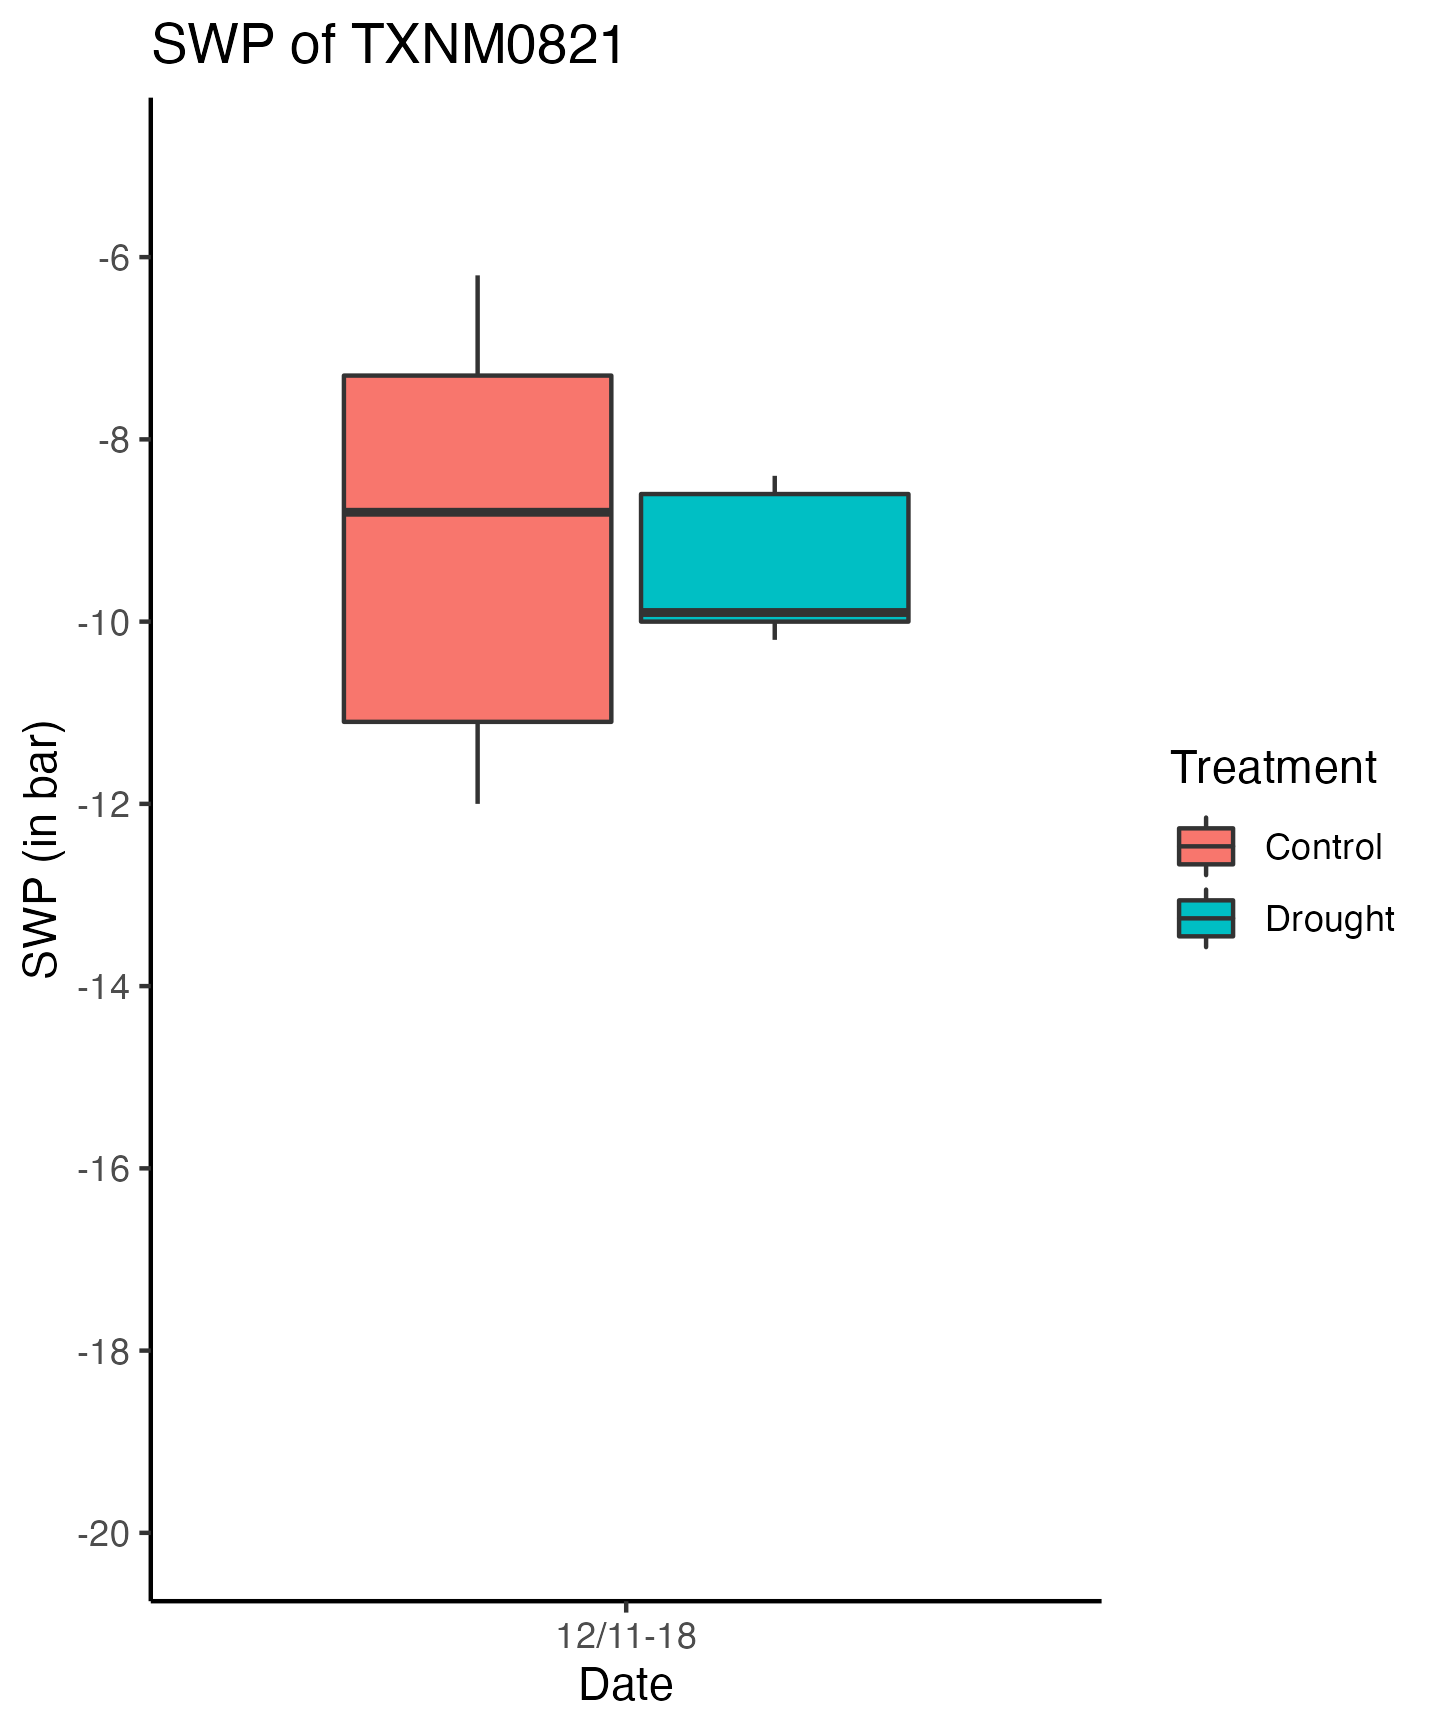 SWP of TXNM0821
SWP (in bar)
-6
-8
-10
-12
-14
-16
-18
-20
12/11-18
Date
Treatment
Control
Drought